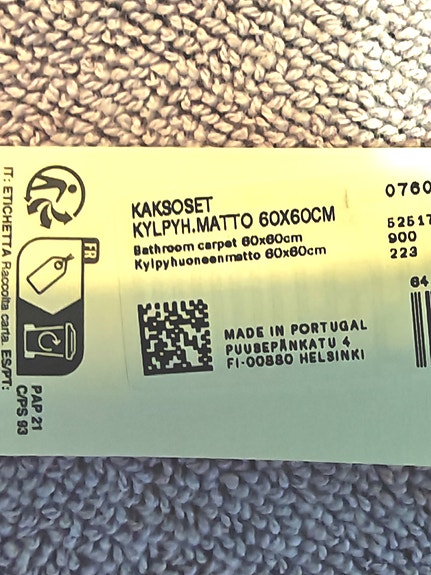 KAKSOSET
KYLPYH.MATTO 60X60CM
Bathroom carpet 60x60cm
Kylpyhuoneenmatto 60x60cm
0760
52517
900
223
64
MADE IN PORTUGAL
PUUSEPÄNKATU 4
FI-00880 HELSINKI
IT: ETICHETTA Raccolta carta. ES/PT:
FR
PAP 21
C/PS 93